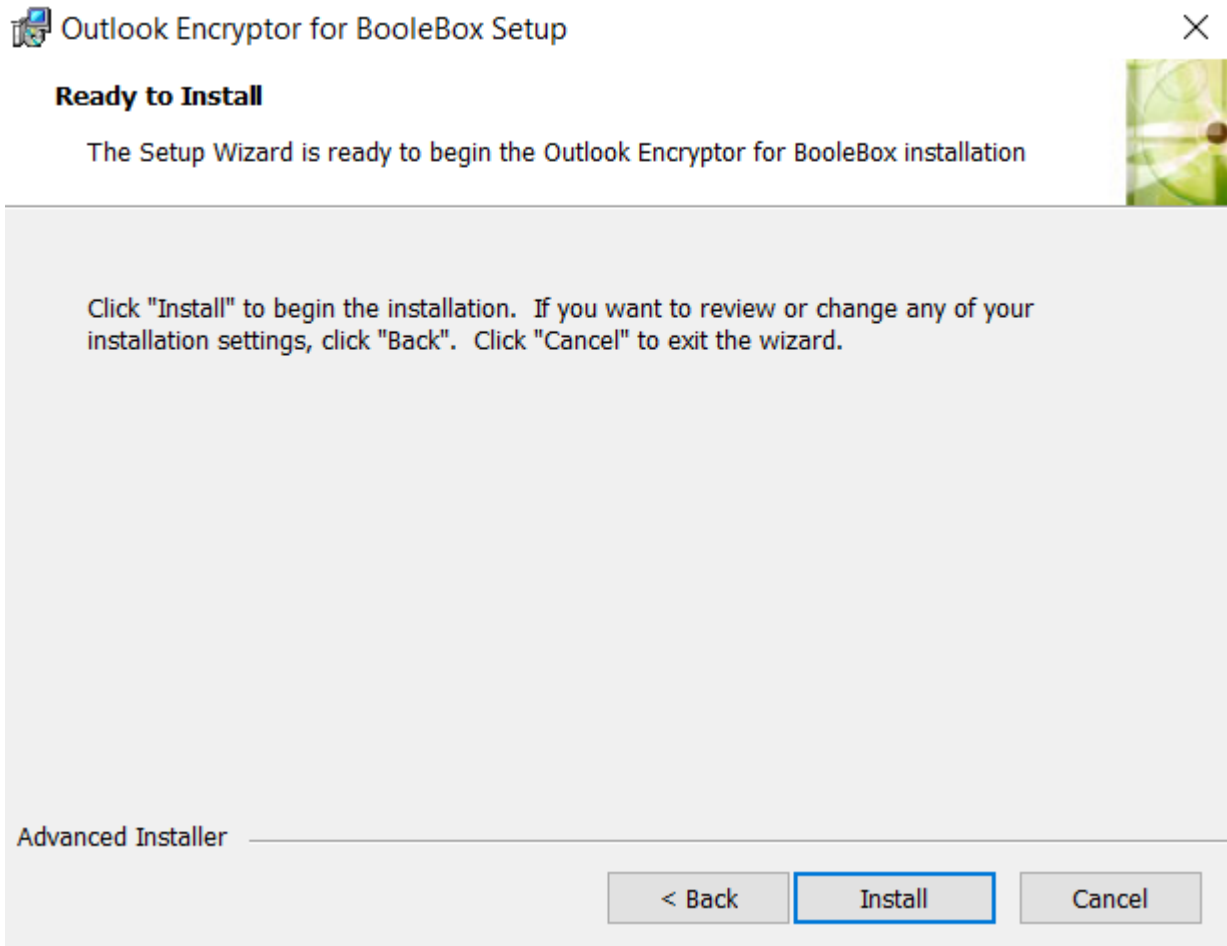 Outlook Encryptor for BooleBox Setup
Ready to Install
The Setup Wizard is ready to begin the Outlook Encryptor for BooleBox installation
Click "Install" to begin the installation.  If you want to review or change any of your
installation settings, click "Back".  Click "Cancel" to exit the wizard.
Advanced Installer
< Back
Install
Cancel